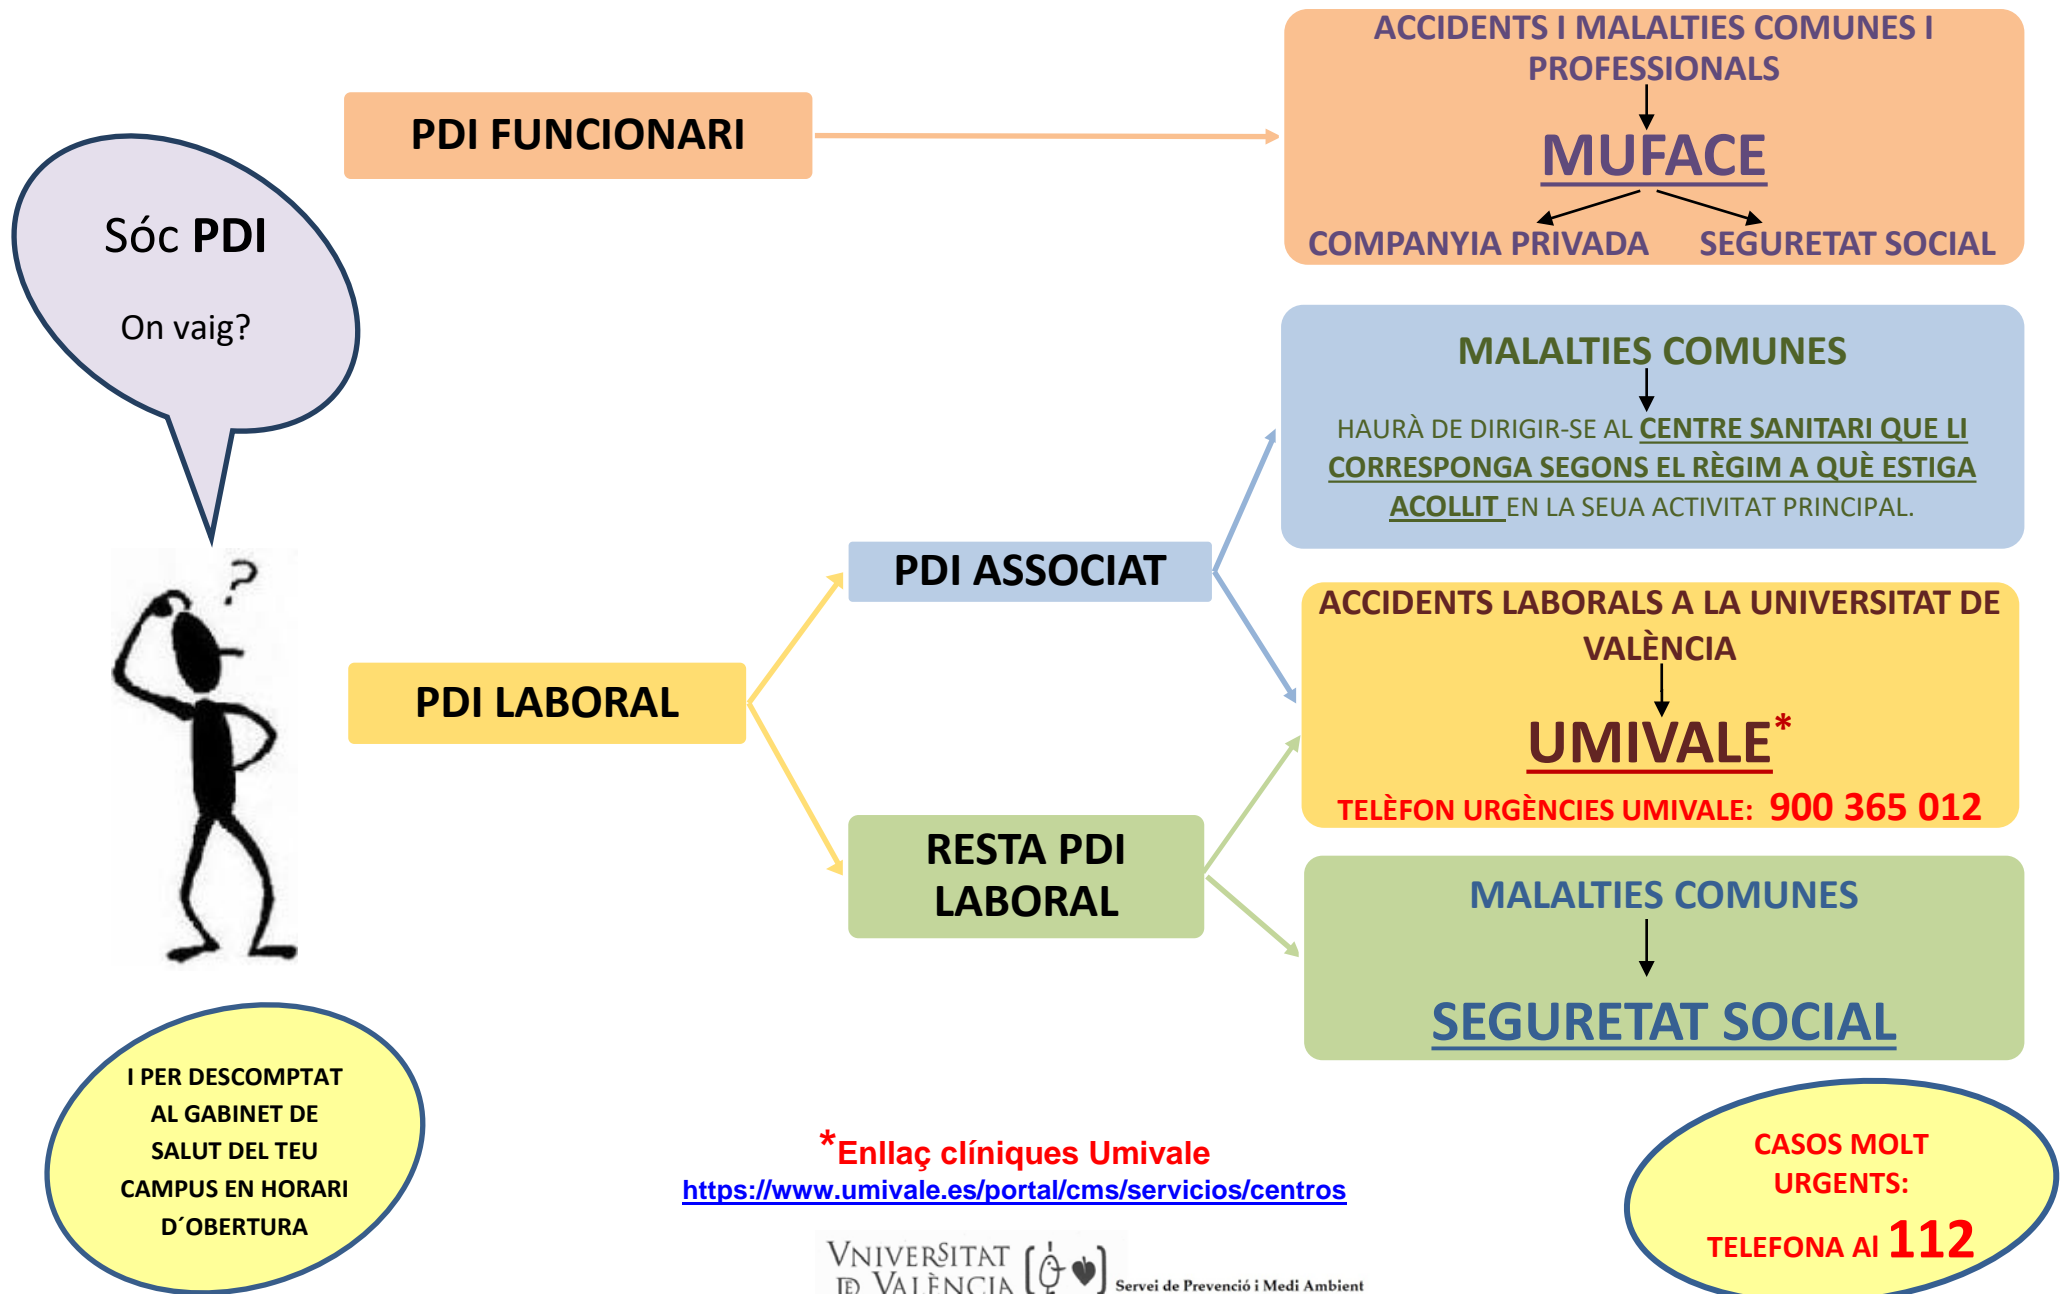 ACCIDENTS I MALALTIES COMUNES I
PROFESSIONALS
MUFACE
COMPANYIA PRIVADA SEGURETAT SOCIAL
PDI FUNCIONARI
Sóc PDI
On vaig?
MALALTIES COMUNES
HAURÀ DE DIRIGIR-SE AL CENTRE SANITARI QUE LI
CORRESPONGA SEGONS EL RÈGIM A QUÈ ESTIGA
ACOLLIT EN LA SEUA ACTIVITAT PRINCIPAL.
PDI ASSOCIAT
?
ACCIDENTS LABORALS A LA UNIVERSITAT DE
VALÈNCIA
UMIVALE*
TELÈFON URGÈNCIES UMIVALE: 900 365 012
PDI LABORAL
RESTA PDI
LABORAL
MALALTIES COMUNES
SEGURETAT SOCIAL
I PER DESCOMPTAT
AL GABINET DE
SALUT DEL TEU
CAMPUS EN HORARI
D´OBERTURA
*Enllaç clíniques Umivale
https://www.umivale.es/portal/cms/servicios/centros
CASOS MOLT
URGENTS:
TELEFONA Al 112
VNIVERSITAT
DE VALÈNCIA
Servei de Prevenció i Medi Ambient